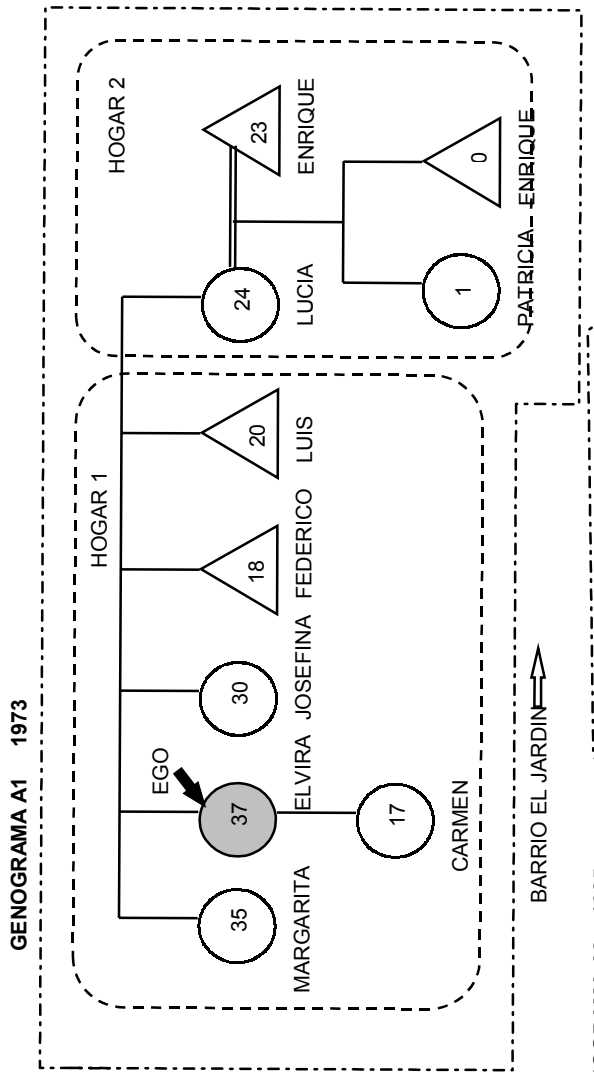 GENOGRAMA A1 1973
HOGAR 1
HOGAR 2
EGO
35
37
30
18
20
24
23
MARGARITA
ELVIRA
JOSEFINA
FEDERICO
LUIS
LUCIA
ENRIQUE
17
1
0
CARMEN
PATRICIA
ENRIQUE
BARRIO EL JARDIN